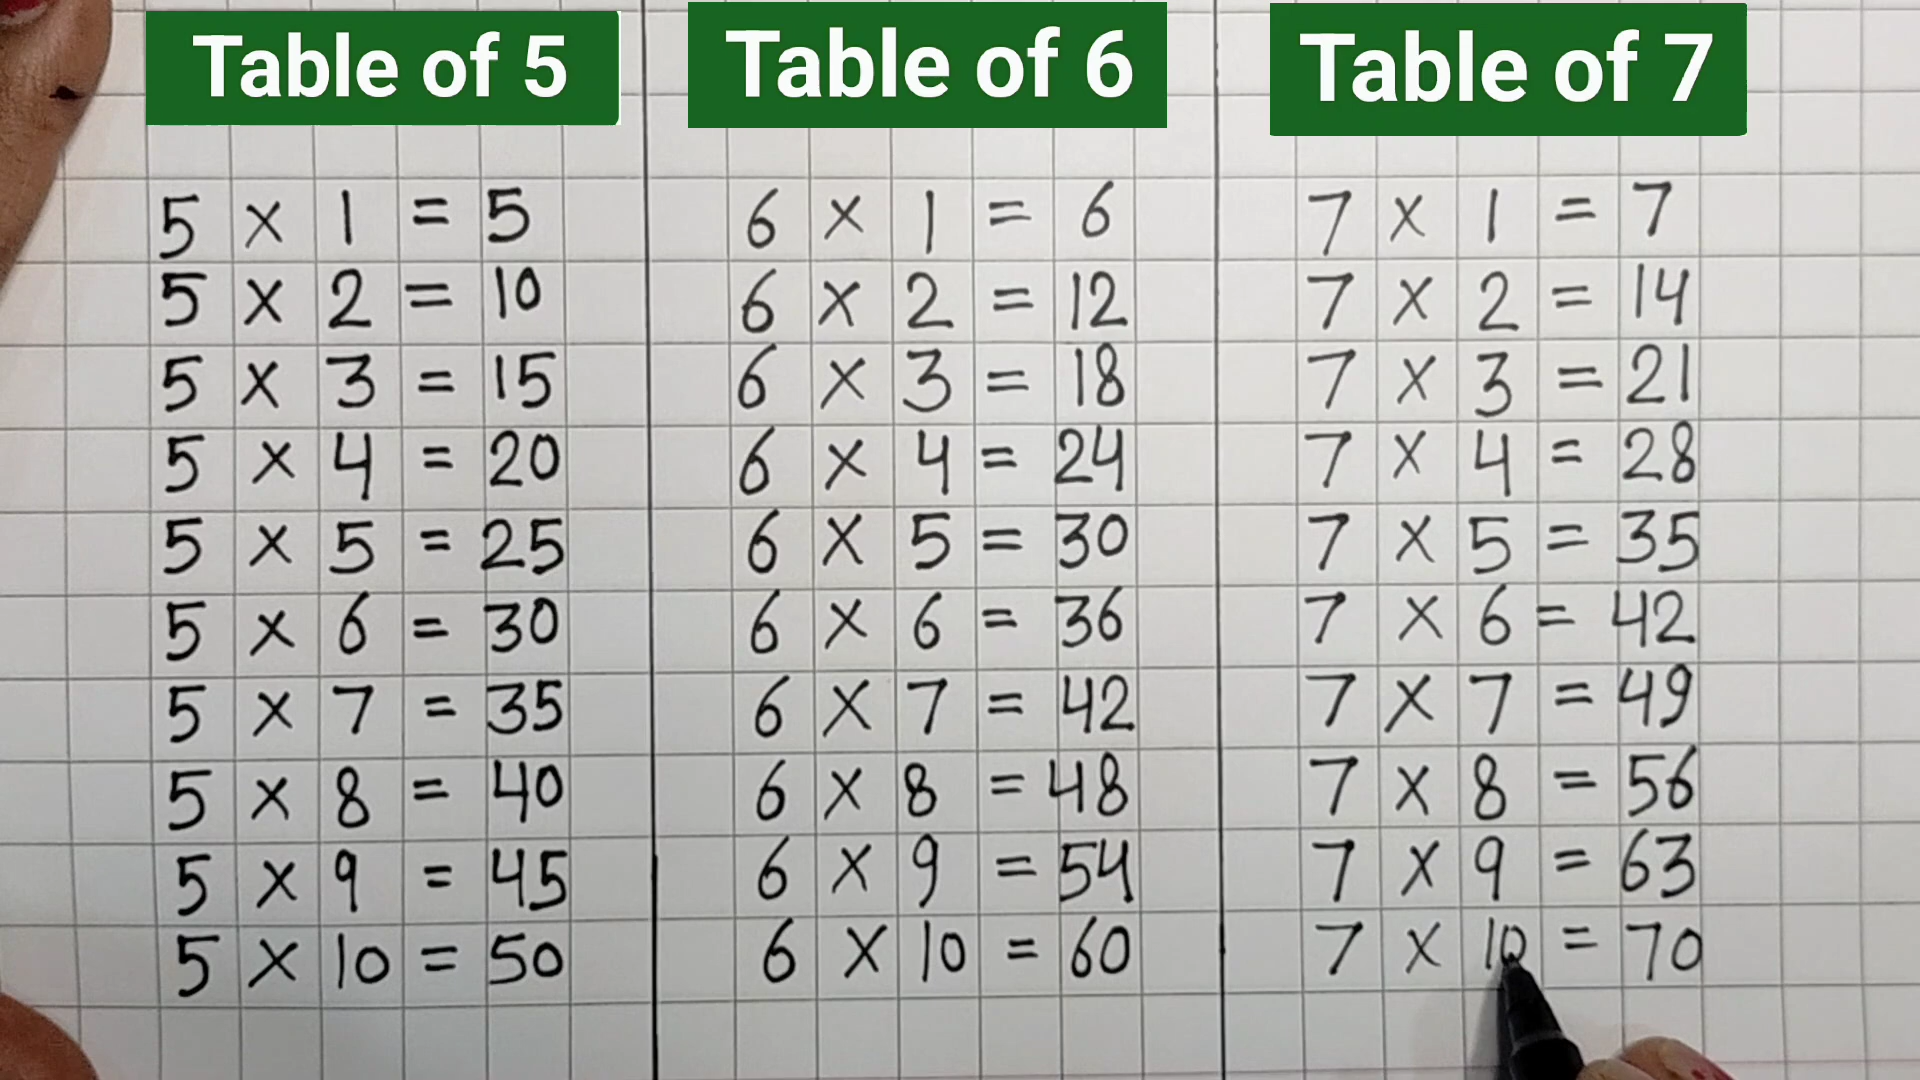 Table of 5
5 × 1 = 5
5 × 2 = 10
5 × 3 = 15
5 × 4 = 20
5 × 5 = 25
5 × 6 = 30
5 × 7 = 35
5 × 8 = 40
5 × 9 = 45
5 × 10 = 50
Table of 6
6 × 1 = 6
6 × 2 = 12
6 × 3 = 18
6 × 4 = 24
6 × 5 = 30
6 × 6 = 36
6 × 7 = 42
6 × 8 = 48
6 × 9 = 54
6 × 10 = 60
Table of 7
7 × 1 = 7
7 × 2 = 14
7 × 3 = 21
7 × 4 = 28
7 × 5 = 35
7 × 6 = 42
7 × 7 = 49
7 × 8 = 56
7 × 9 = 63
7 × 10 = 70